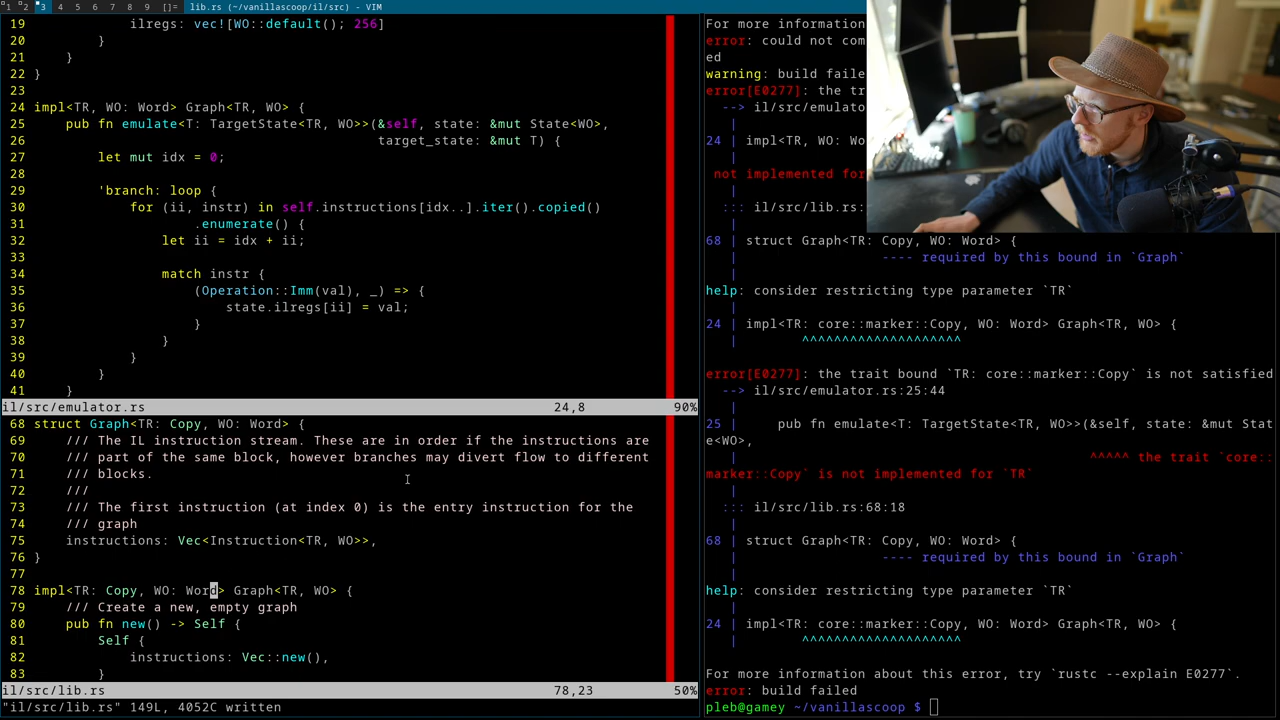 1 2 3 4 5 6 7 8 9 []= lib.rs (~/vanillascoop/il/src) - VIM
19             ilregs: vec![WO::default(); 256]
20         }
21     }
22 }
23
24 impl<TR, WO: Word> Graph<TR, WO> {
25     pub fn emulate<T: TargetState<TR, WO>>(&self, state: &mut State<WO>,
26                                            target_state: &mut T) {
27         let mut idx = 0;
28
29         'branch: loop {
30             for (ii, instr) in self.instructions[idx..].iter().copied()
31                     .enumerate() {
32                 let ii = idx + ii;
33
34                 match instr {
35                     (Operation::Imm(val), _) => {
36                         state.ilregs[ii] = val;
37                     }
38                 }
39             }
40         }
41     }
il/src/emulator.rs 24,8 90%
68 struct Graph<TR: Copy, WO: Word> {
69     /// The IL instruction stream. These are in order if the instructions are
70     /// part of the same block, however branches may divert flow to different
71     /// blocks.
72     ///
73     /// The first instruction (at index 0) is the entry instruction for the
74     /// graph
75     instructions: Vec<Instruction<TR, WO>>,
76 }
77
78 impl<TR: Copy, WO: Word> Graph<TR, WO> {
79     /// Create a new, empty graph
80     pub fn new() -> Self {
81         Self {
82             instructions: Vec::new(),
83         }
il/src/lib.rs 78,23 50%
"il/src/lib.rs" 149L, 4052C written
For more information
error: could not com
ed
warning: build faile
error[E0277]: the tr
--> il/src/emulato
|
24 | impl<TR, WO: Wo
|
not implemented for
::: il/src/lib.rs:
|
68 | struct Graph<TR: Copy, WO: Word> {
| ---- required by this bound in `Graph`
|
help: consider restricting type parameter `TR`
|
24 | impl<TR: core::marker::Copy, WO: Word> Graph<TR, WO> {
| ^^^^^^^^^^^^^^^^^^^^
error[E0277]: the trait bound `TR: core::marker::Copy` is not satisfied
--> il/src/emulator.rs:25:44
|
25 |     pub fn emulate<T: TargetState<TR, WO>>(&self, state: &mut Stat
e<WO>,
| ^^^^^ the trait `core::
marker::Copy` is not implemented for `TR`
|
::: il/src/lib.rs:68:18
|
68 | struct Graph<TR: Copy, WO: Word> {
| ---- required by this bound in `Graph`
|
help: consider restricting type parameter `TR`
|
24 | impl<TR: core::marker::Copy, WO: Word> Graph<TR, WO> {
| ^^^^^^^^^^^^^^^^^^^^
For more information about this error, try `rustc --explain E0277`.
error: build failed
pleb@gamey ~/vanillascoop $